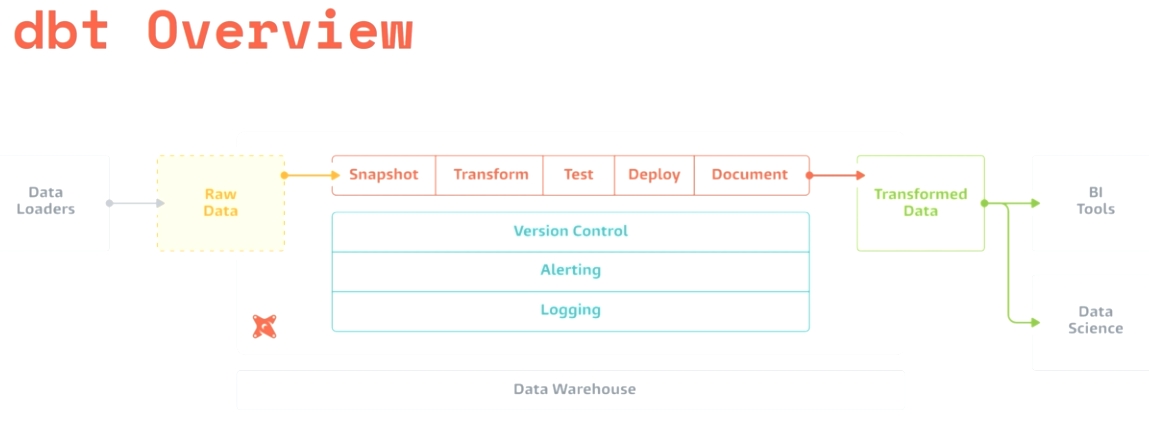 dbt Overview
Data
Loaders
Raw
Data
Snapshot
Transform
Test
Deploy
Document
Version Control
Alerting
Logging
Transformed
Data
BI
Tools
Data
Science
Data Warehouse